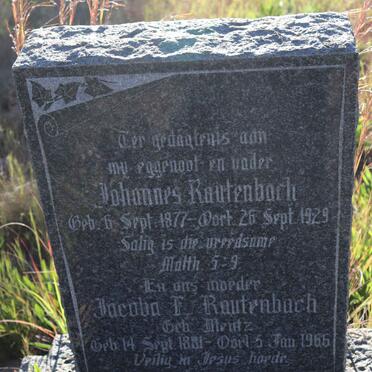 Ter gedagtenis aan
my eggenoot en vader
Johannes Rautenbach
Geb. 6 Sept. 1877 - Oorl. 26 Sept. 1929
Salig is die vreedsame
Matth. 5-9
En ons moeder
Jacoba E. Rautenbach
Geb. Mentz
Geb. 14 Sept. 1881 - Oorl. 5 Jan. 1966
Veilig in Jesus hoede.